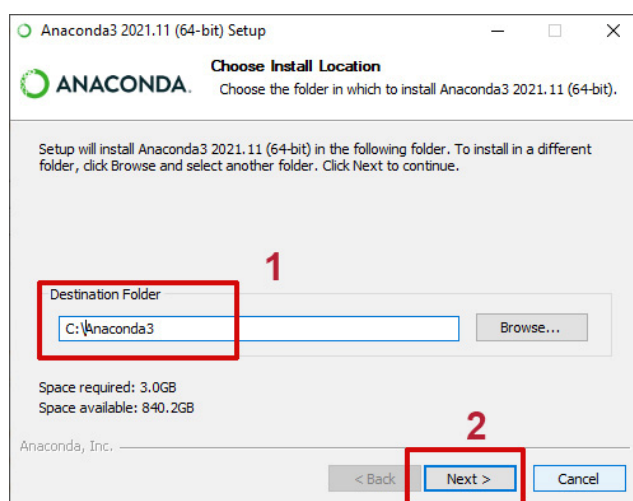 Anaconda3 2021.11 (64-bit) Setup
ANACONDA.
Choose Install Location
Choose the folder in which to install Anaconda3 2021.11 (64-bit).
Setup will install Anaconda3 2021.11 (64-bit) in the following folder. To install in a different
folder, click Browse and select another folder. Click Next to continue.
1
Destination Folder
C:\Anaconda3
Browse...
Space required: 3.0GB
Space available: 840.2GB
2
Anaconda, Inc.
< Back
Next >
Cancel